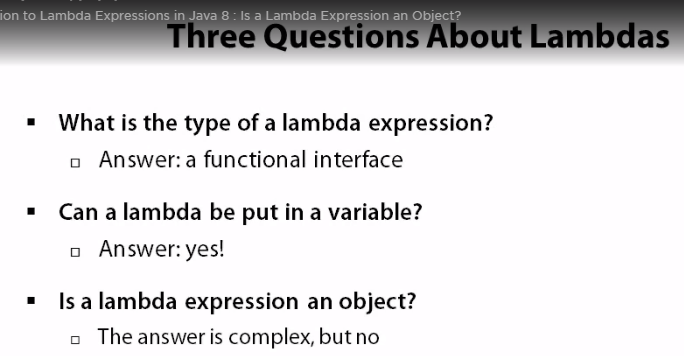 ion to Lambda Expressions in Java 8 : Is a Lambda Expression an Object?
Three Questions About Lambdas
What is the type of a lambda expression?
Answer: a functional interface
Can a lambda be put in a variable?
Answer: yes!
Is a lambda expression an object?
The answer is complex, but no